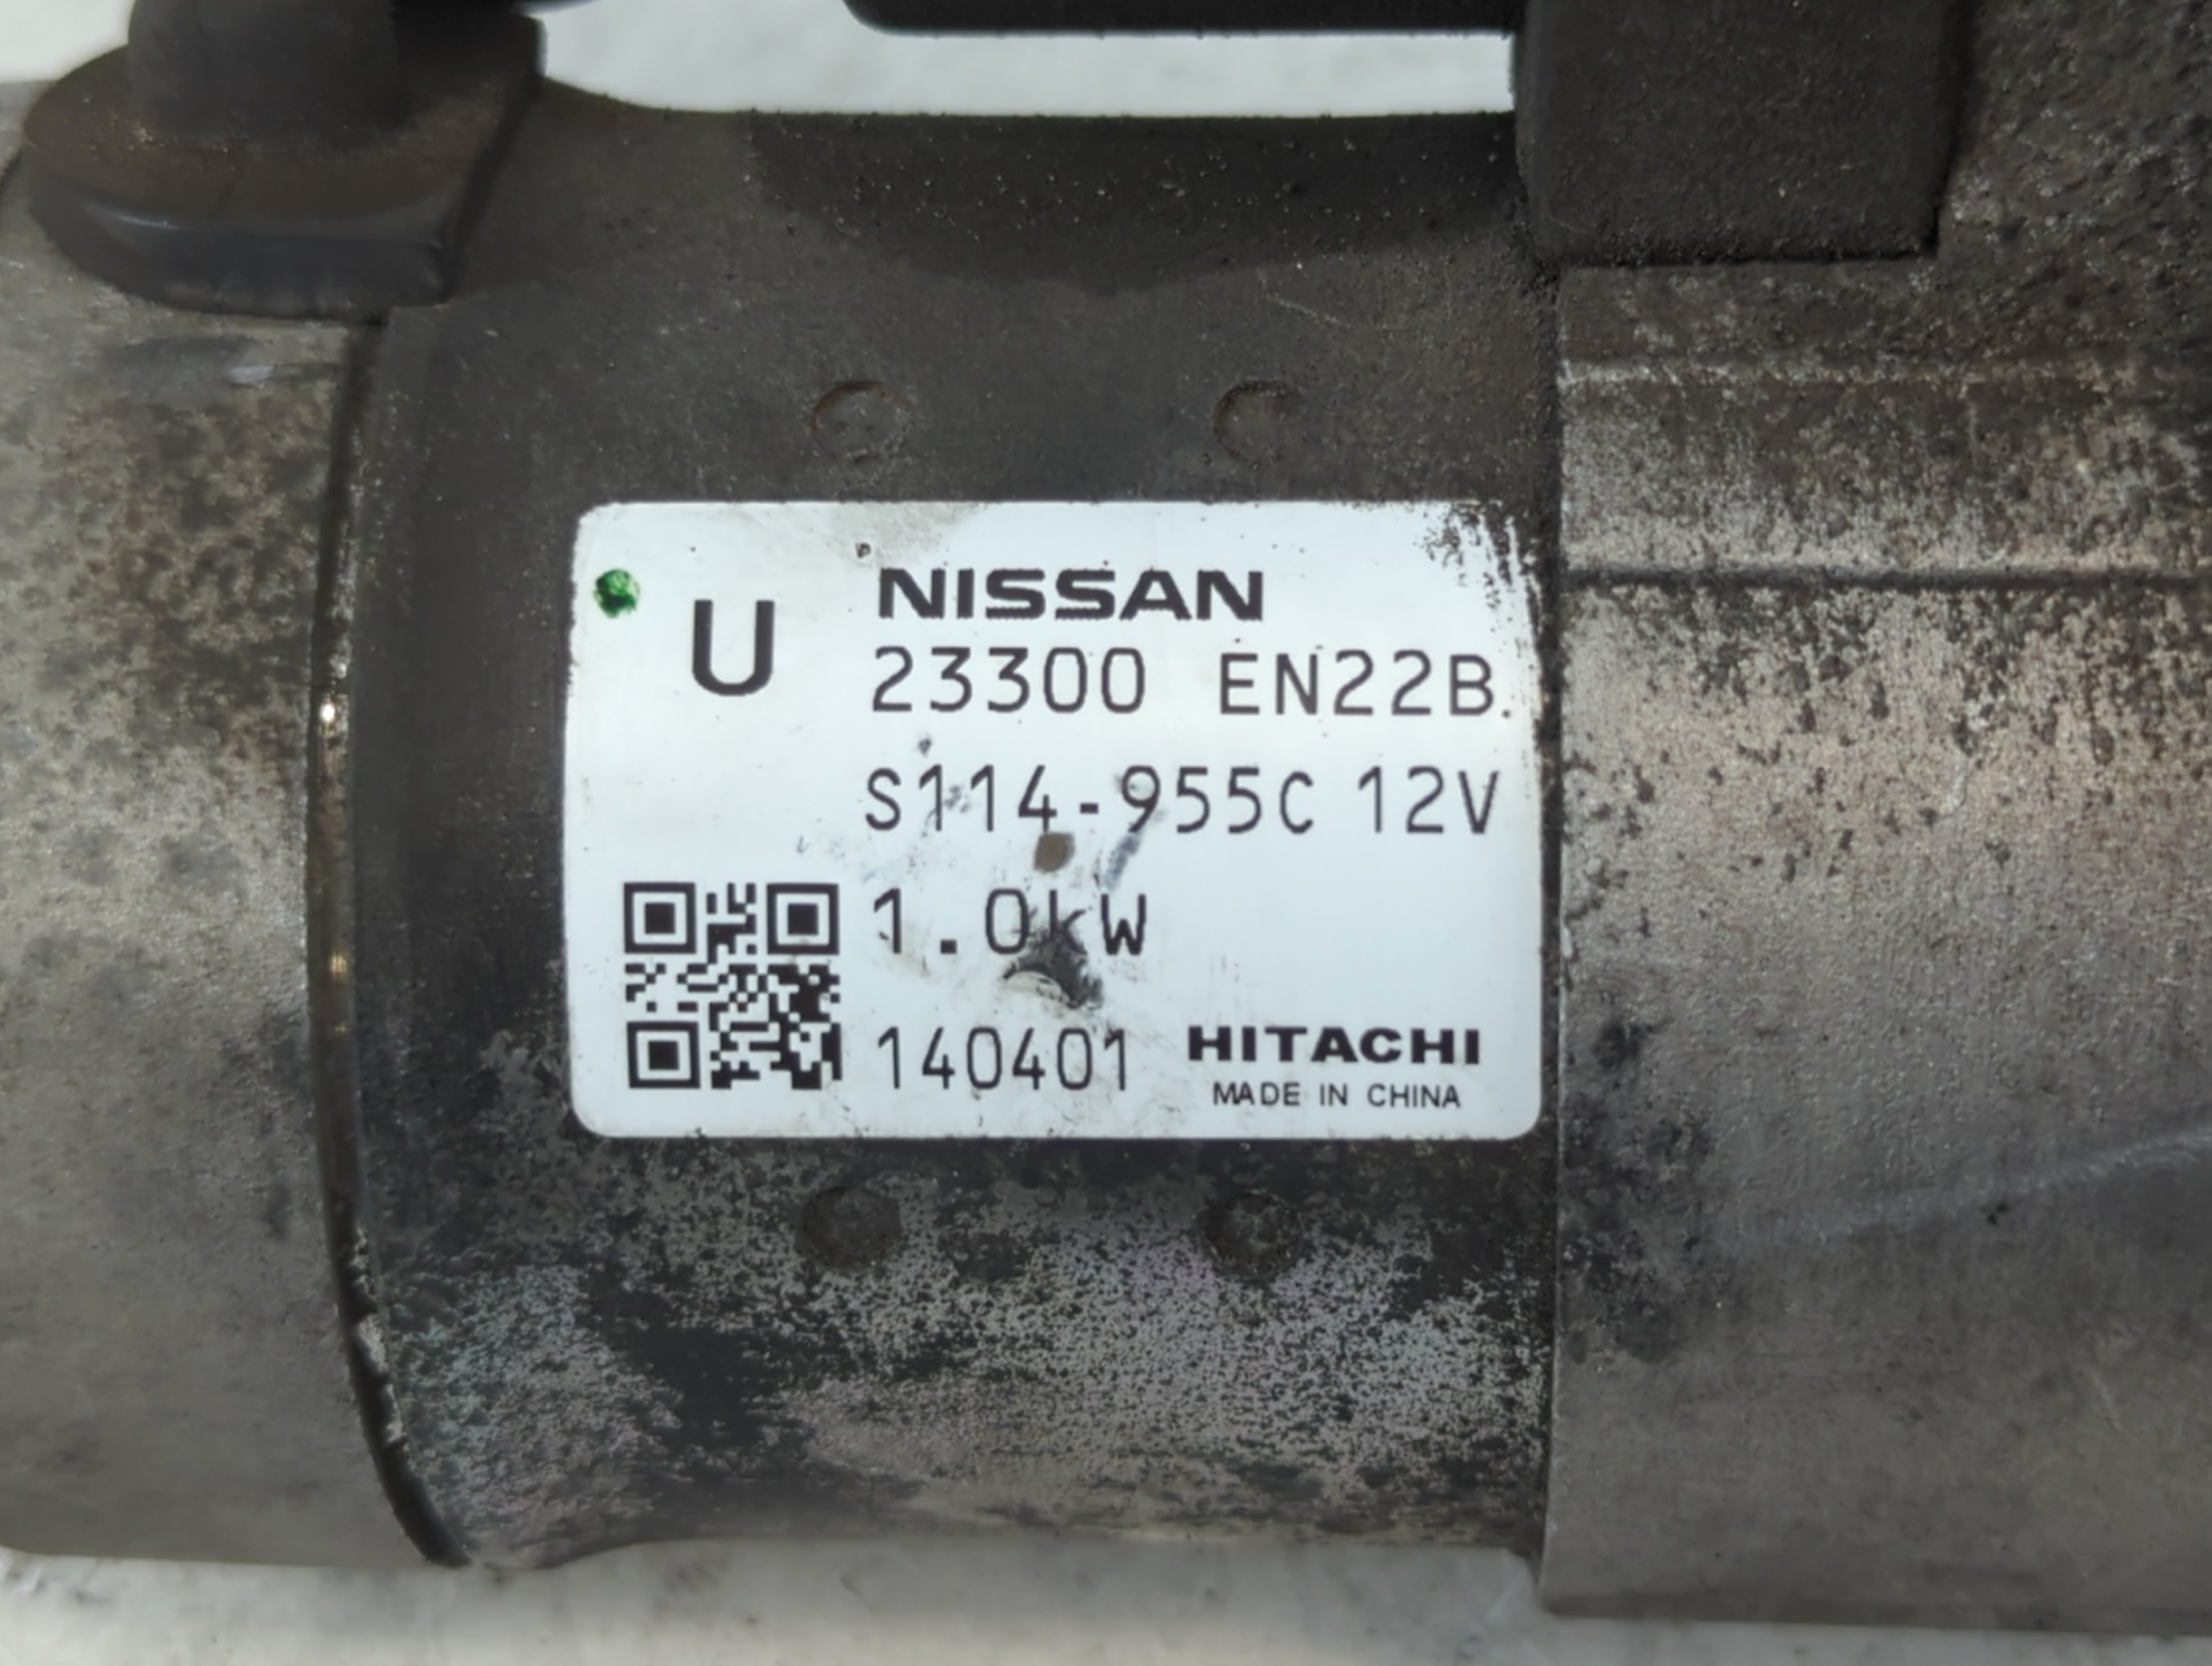 U NISSAN
23300 EN22B
S114-955C 12V
1.0kW
140401 HITACHI
MADE IN CHINA